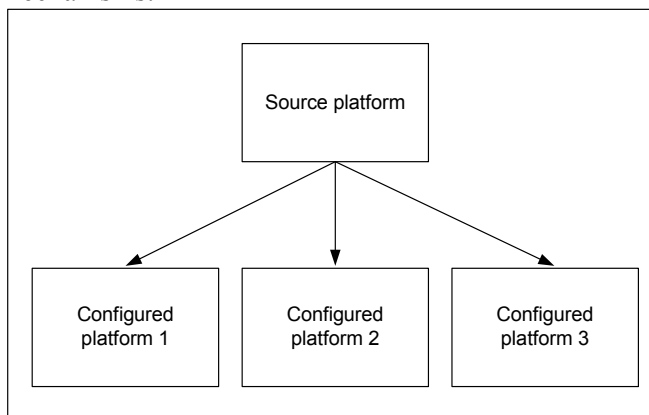 Source platform
Configured
platform 1
Configured
platform 2
Configured
platform 3